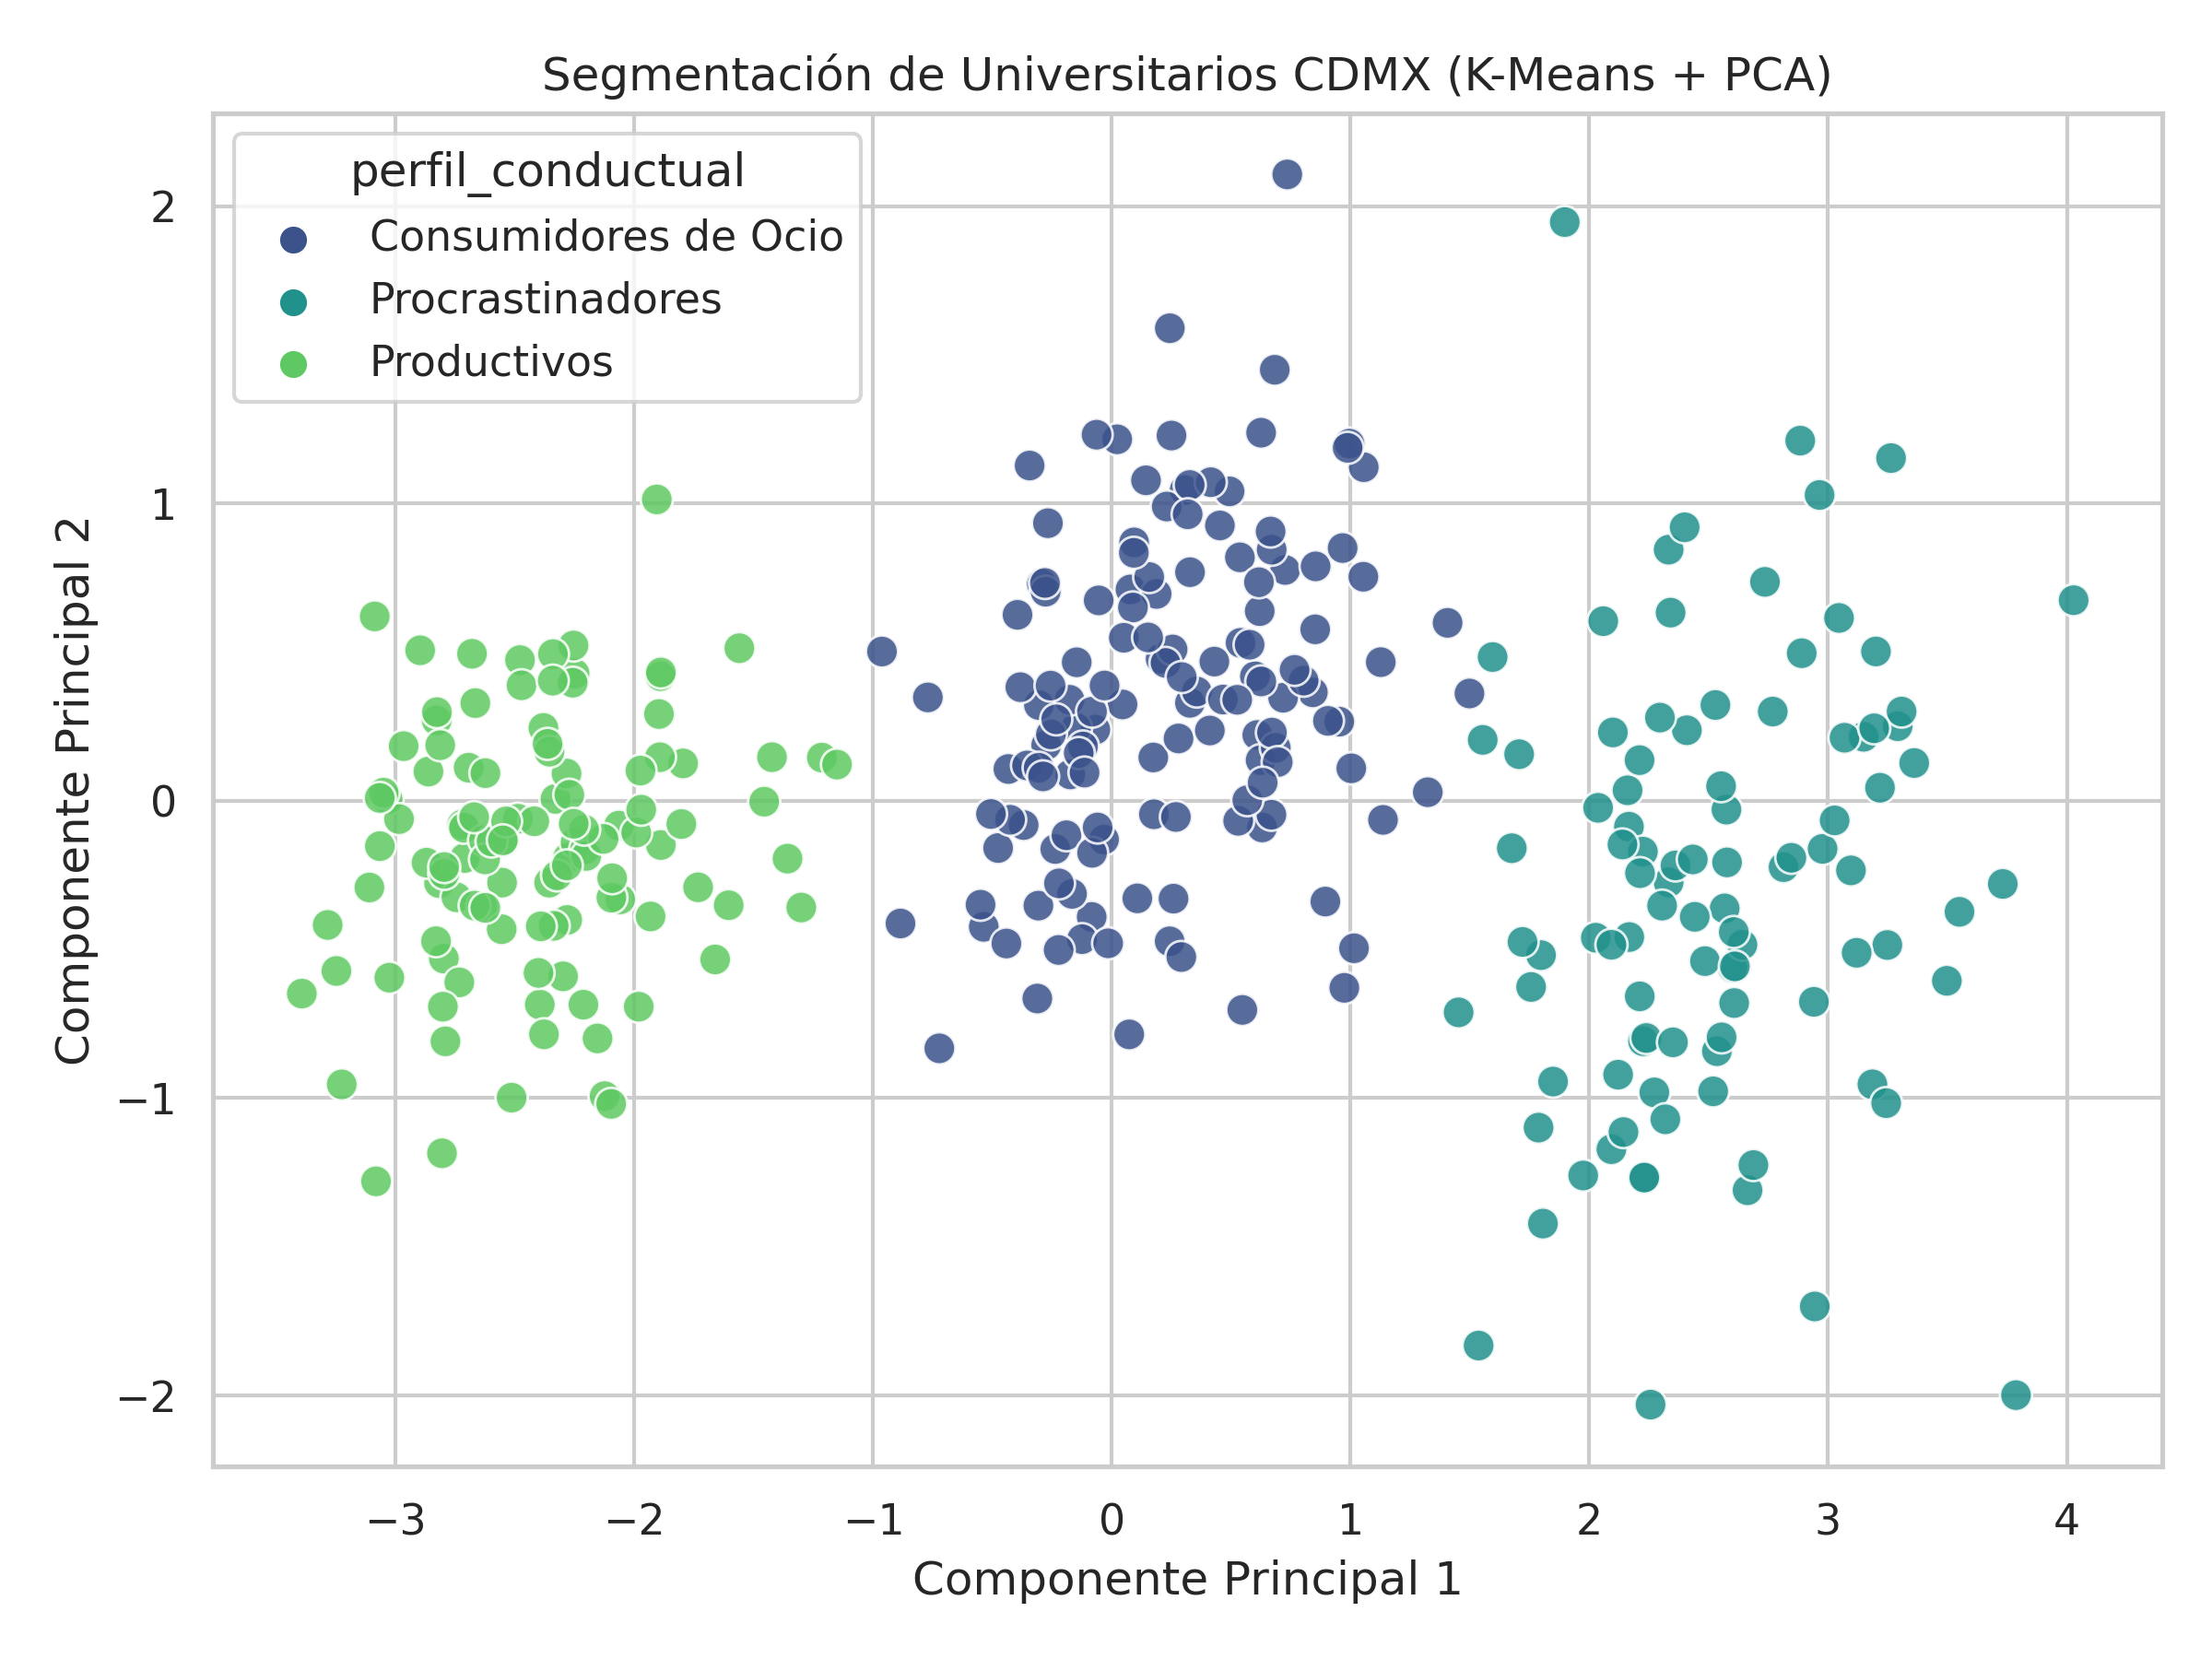 Segmentación de Universitarios CDMX (K-Means + PCA)
perfil_conductual
Consumidores de Ocio
Procrastinadores
Productivos
Componente Principal 2
2
1
0
−1
−2
−3 −2 −1 0 1 2 3 4
Componente Principal 1